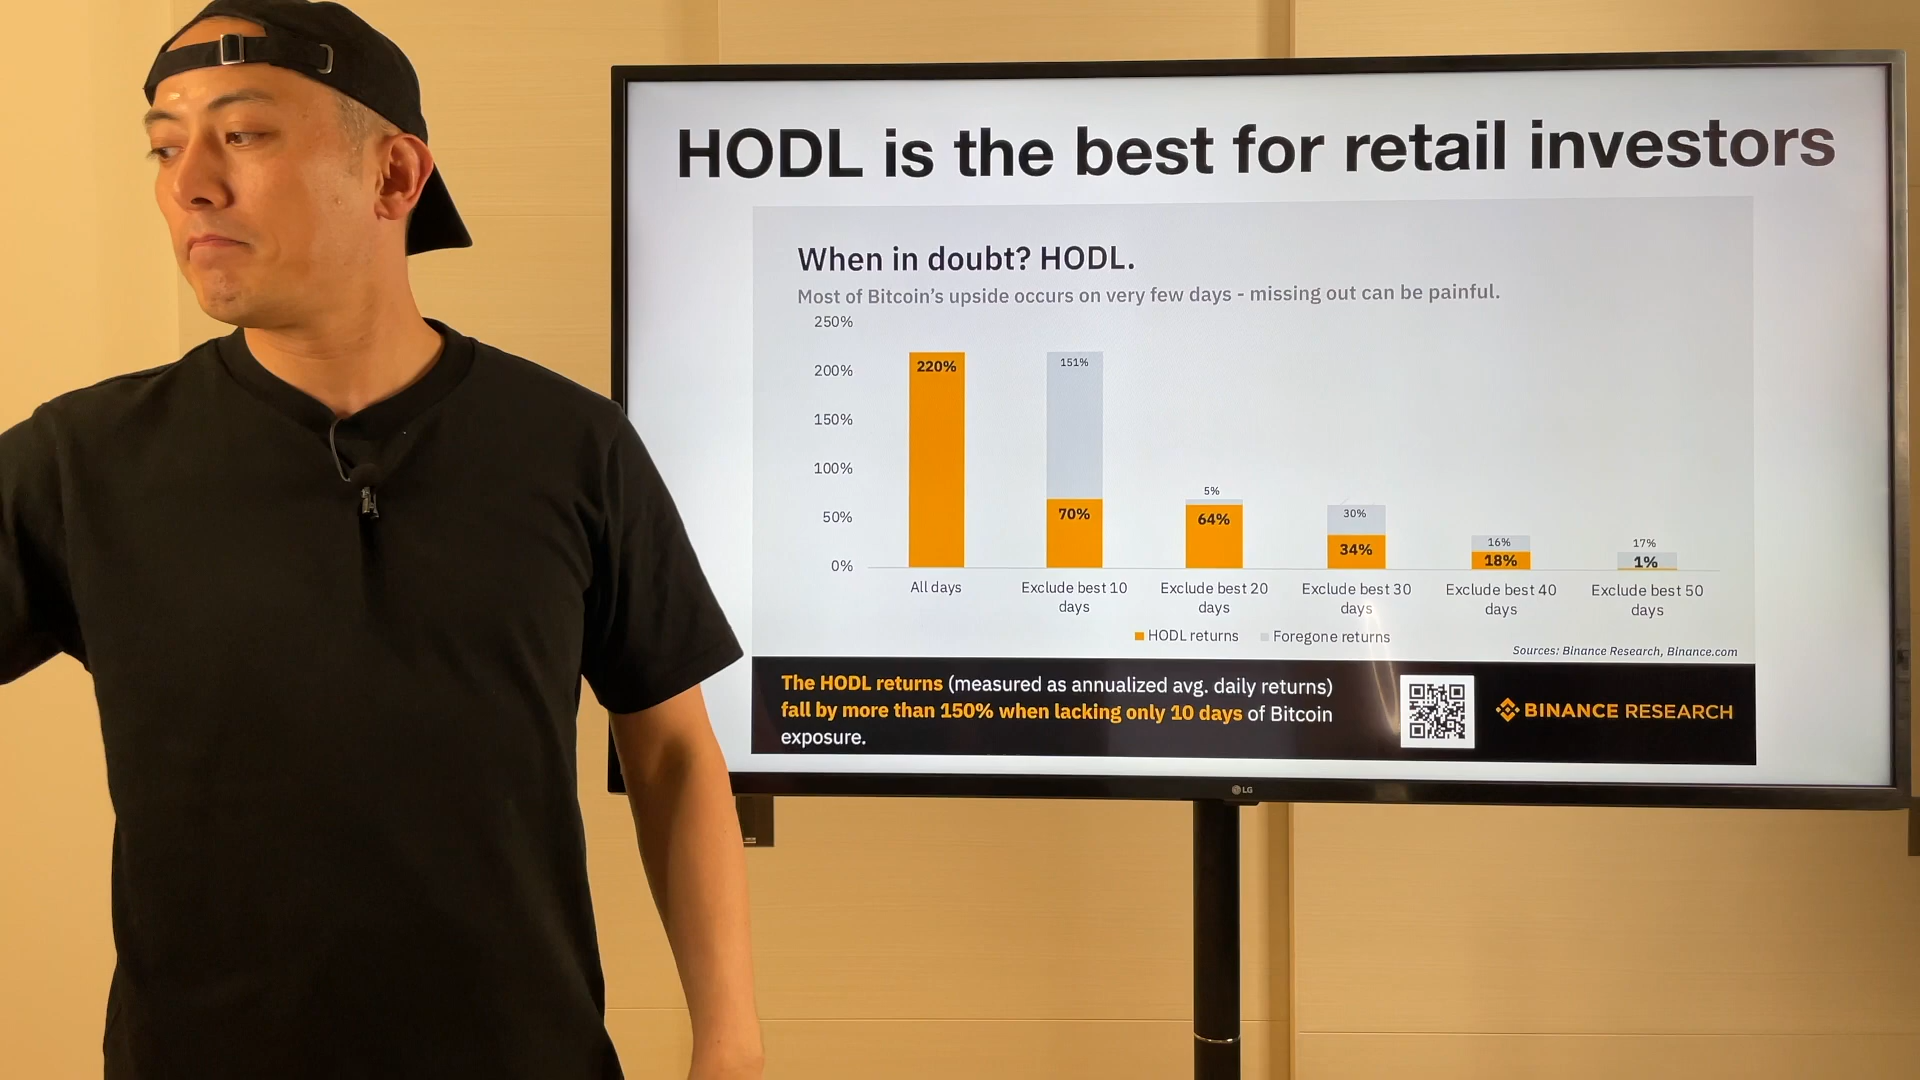 HODL is the best for retail investors
When in doubt? HODL.
Most of Bitcoin's upside occurs on very few days - missing out can be painful.
250%
200%
150%
100%
50%
0%
220%
151%
70%
5%
64%
30%
34%
16%
18%
17%
1%
All days
Exclude best 10
days
Exclude best 20
days
Exclude best 30
days
Exclude best 40
days
Exclude best 50
days
HODL returns
Foregone returns
Sources: Binance Research, Binance.com
The HODL returns (measured as annualized avg. daily returns)
fall by more than 150% when lacking only 10 days of Bitcoin
exposure.
BINANCE RESEARCH
LG